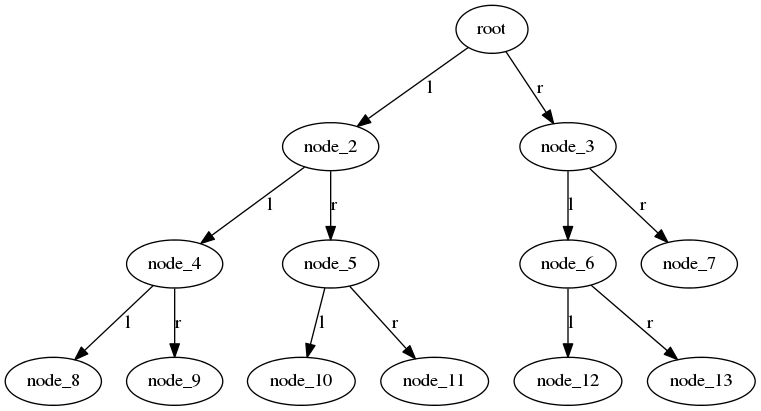 root
l
r
node_2
node_3
l
r
l
r
node_4
node_5
node_6
node_7
l
r
l
r
l
r
node_8
node_9
node_10
node_11
node_12
node_13